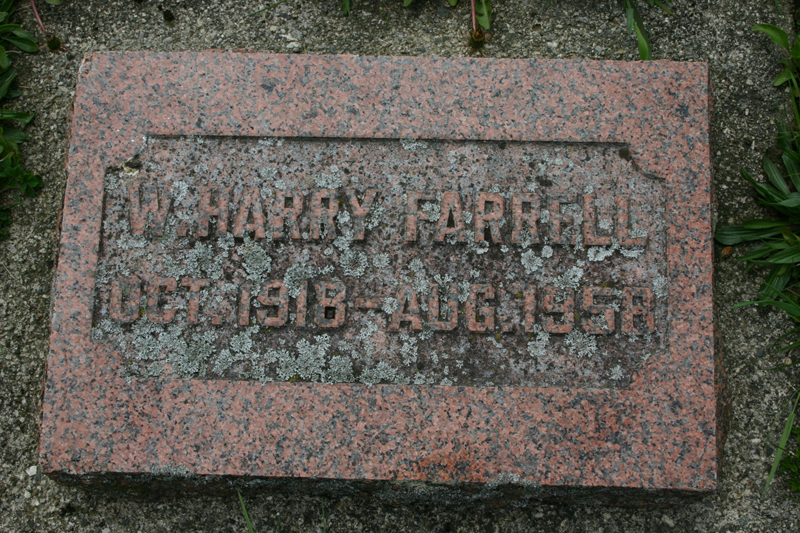 W. HARRY FARRELL
OCT. 1918 - AUG. 1958